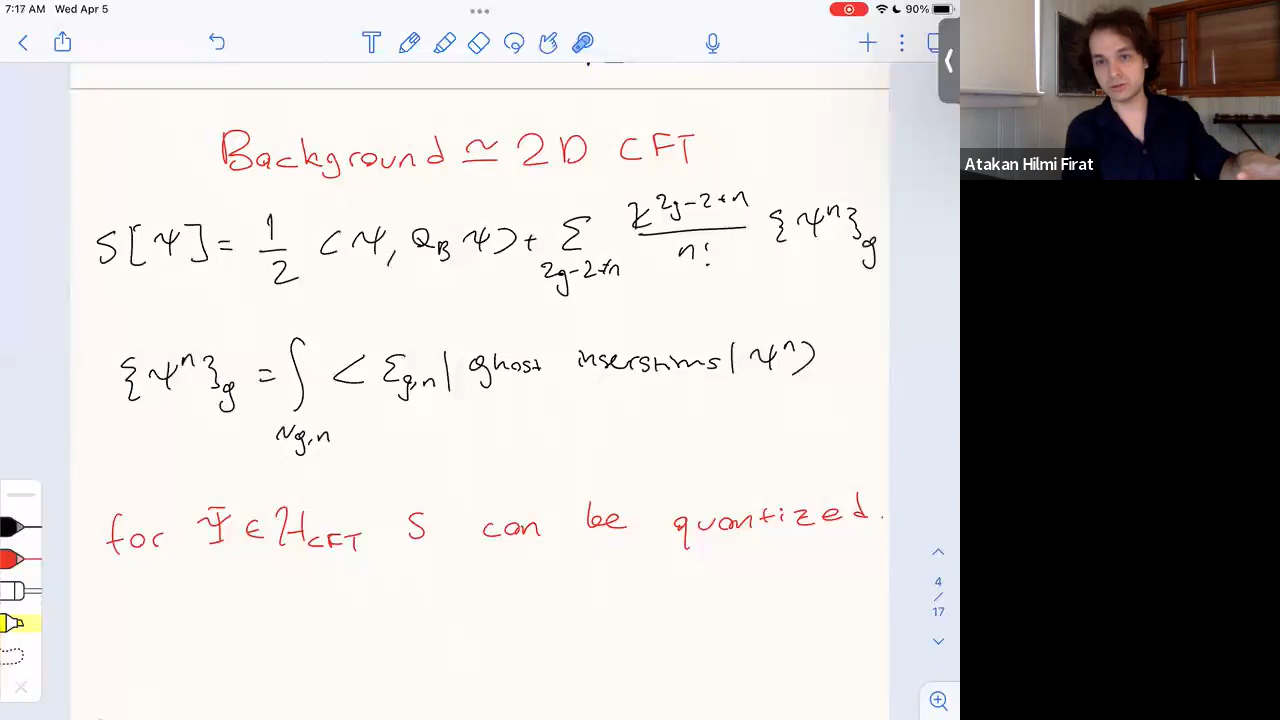 7:17 AM Wed Apr 5
90%
Background ≃ 2D CFT
S[Ψ] = 1/2 ⟨Ψ, Q_B Ψ⟩ + Σ_{2g-2+n} κ^{2g-2+n}/n! {Ψ^n}_g
{Ψ^n}_g = ∫_{V_{g,n}} < Σ_{g,n} | ghost insertions | Ψ^n ⟩
for Ψ ∈ H_CFT S can be quantized.
4
/
17
Atakan Hilmi Firat